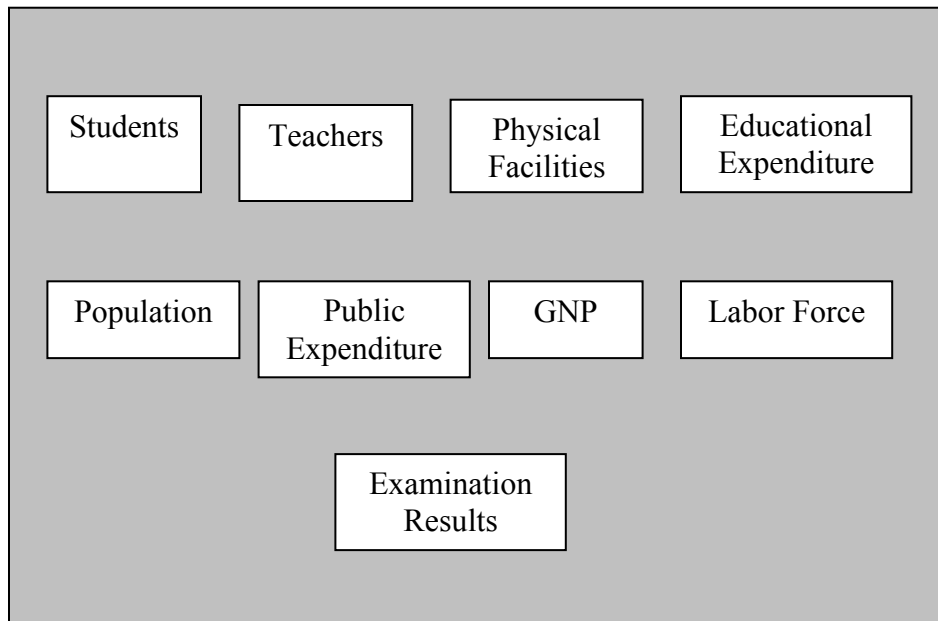 Students
Teachers
Physical
Facilities
Educational
Expenditure
Population
Public
Expenditure
GNP
Labor Force
Examination
Results